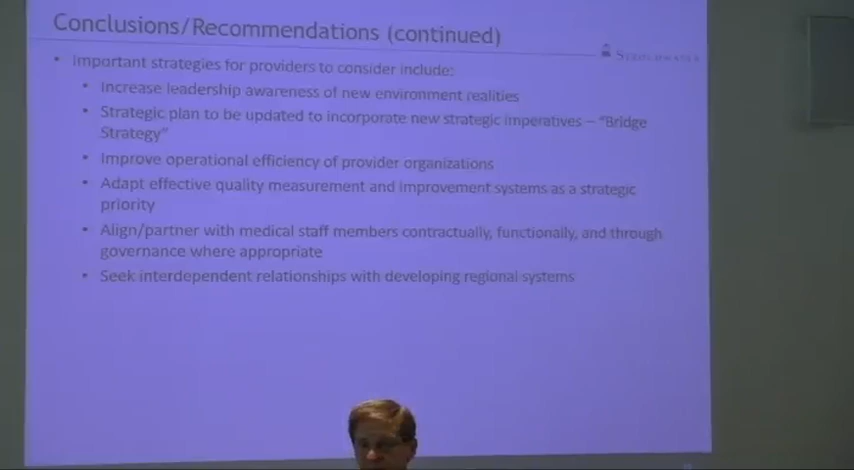 Conclusions/Recommendations (continued)
• Important strategies for providers to consider include:
• Increase leadership awareness of new environment realities
• Strategic plan to be updated to incorporate new strategic imperatives – "Bridge
Strategy"
• Improve operational efficiency of provider organizations
• Adapt effective quality measurement and improvement systems as a strategic
priority
• Align/partner with medical staff members contractually, functionally, and through
governance where appropriate
• Seek interdependent relationships with developing regional systems